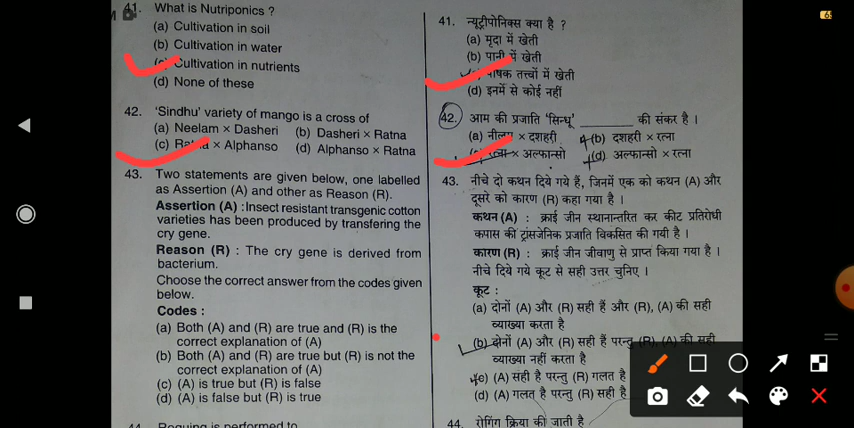 41. What is Nutriponics ?
(a) Cultivation in soil
(b) Cultivation in water
Cultivation in nutrients
(d) None of these
42. 'Sindhu' variety of mango is a cross of
(a) Neelam × Dasheri (b) Dasheri × Ratna
(c) × Alphanso (d) Alphanso × Ratna
43. Two statements are given below, one labelled
as Assertion (A) and other as Reason (R).
Assertion (A) : Insect resistant transgenic cotton
varieties has been produced by transfering the
cry gene.
Reason (R) : The cry gene is derived from
bacterium.
Choose the correct answer from the codes given
below.
Codes :
(a) Both (A) and (R) are true and (R) is the
correct explanation of (A)
(b) Both (A) and (R) are true but (R) is not the
correct explanation of (A)
(c) (A) is true but (R) is false
(d) (A) is false but (R) is true
41. न्यूट्रीपोनिक्स क्या है ?
(a) मृदा में खेती
(b) पानी में खेती
तत्त्वों में खेती
(d) इनमें से कोई नहीं
42. आम की प्रजाति 'सिन्धु' ________ की संकर है ।
(a) नीलम × दशहरी (b) दशहरी × रत्ना
रत्ना × अल्फान्सो (d) अल्फान्सो × रत्ना
43. नीचे दो कथन दिये गये हैं, जिनमें एक को कथन (A) और
दूसरे को कारण (R) कहा गया है ।
कथन (A) : क्राई जीन स्थानान्तरित कर कीट प्रतिरोधी
कपास की ट्रांसजेनिक प्रजाति विकसित की गयी है ।
कारण (R) : क्राई जीन जीवाणु से प्राप्त किया गया है ।
नीचे दिये गये कूट से सही उत्तर चुनिए ।
कूट :
(a) दोनों (A) और (R) सही हैं और (R), (A) की सही
व्याख्या करता है
(b) दोनों (A) और (R) सही हैं परन्तु (R), (A) की सही
व्याख्या नहीं करता है
(c) (A) सही है परन्तु (R) गलत है
(d) (A) गलत है परन्तु (R) सही है
44. रोगिंग क्रिया की जाती है